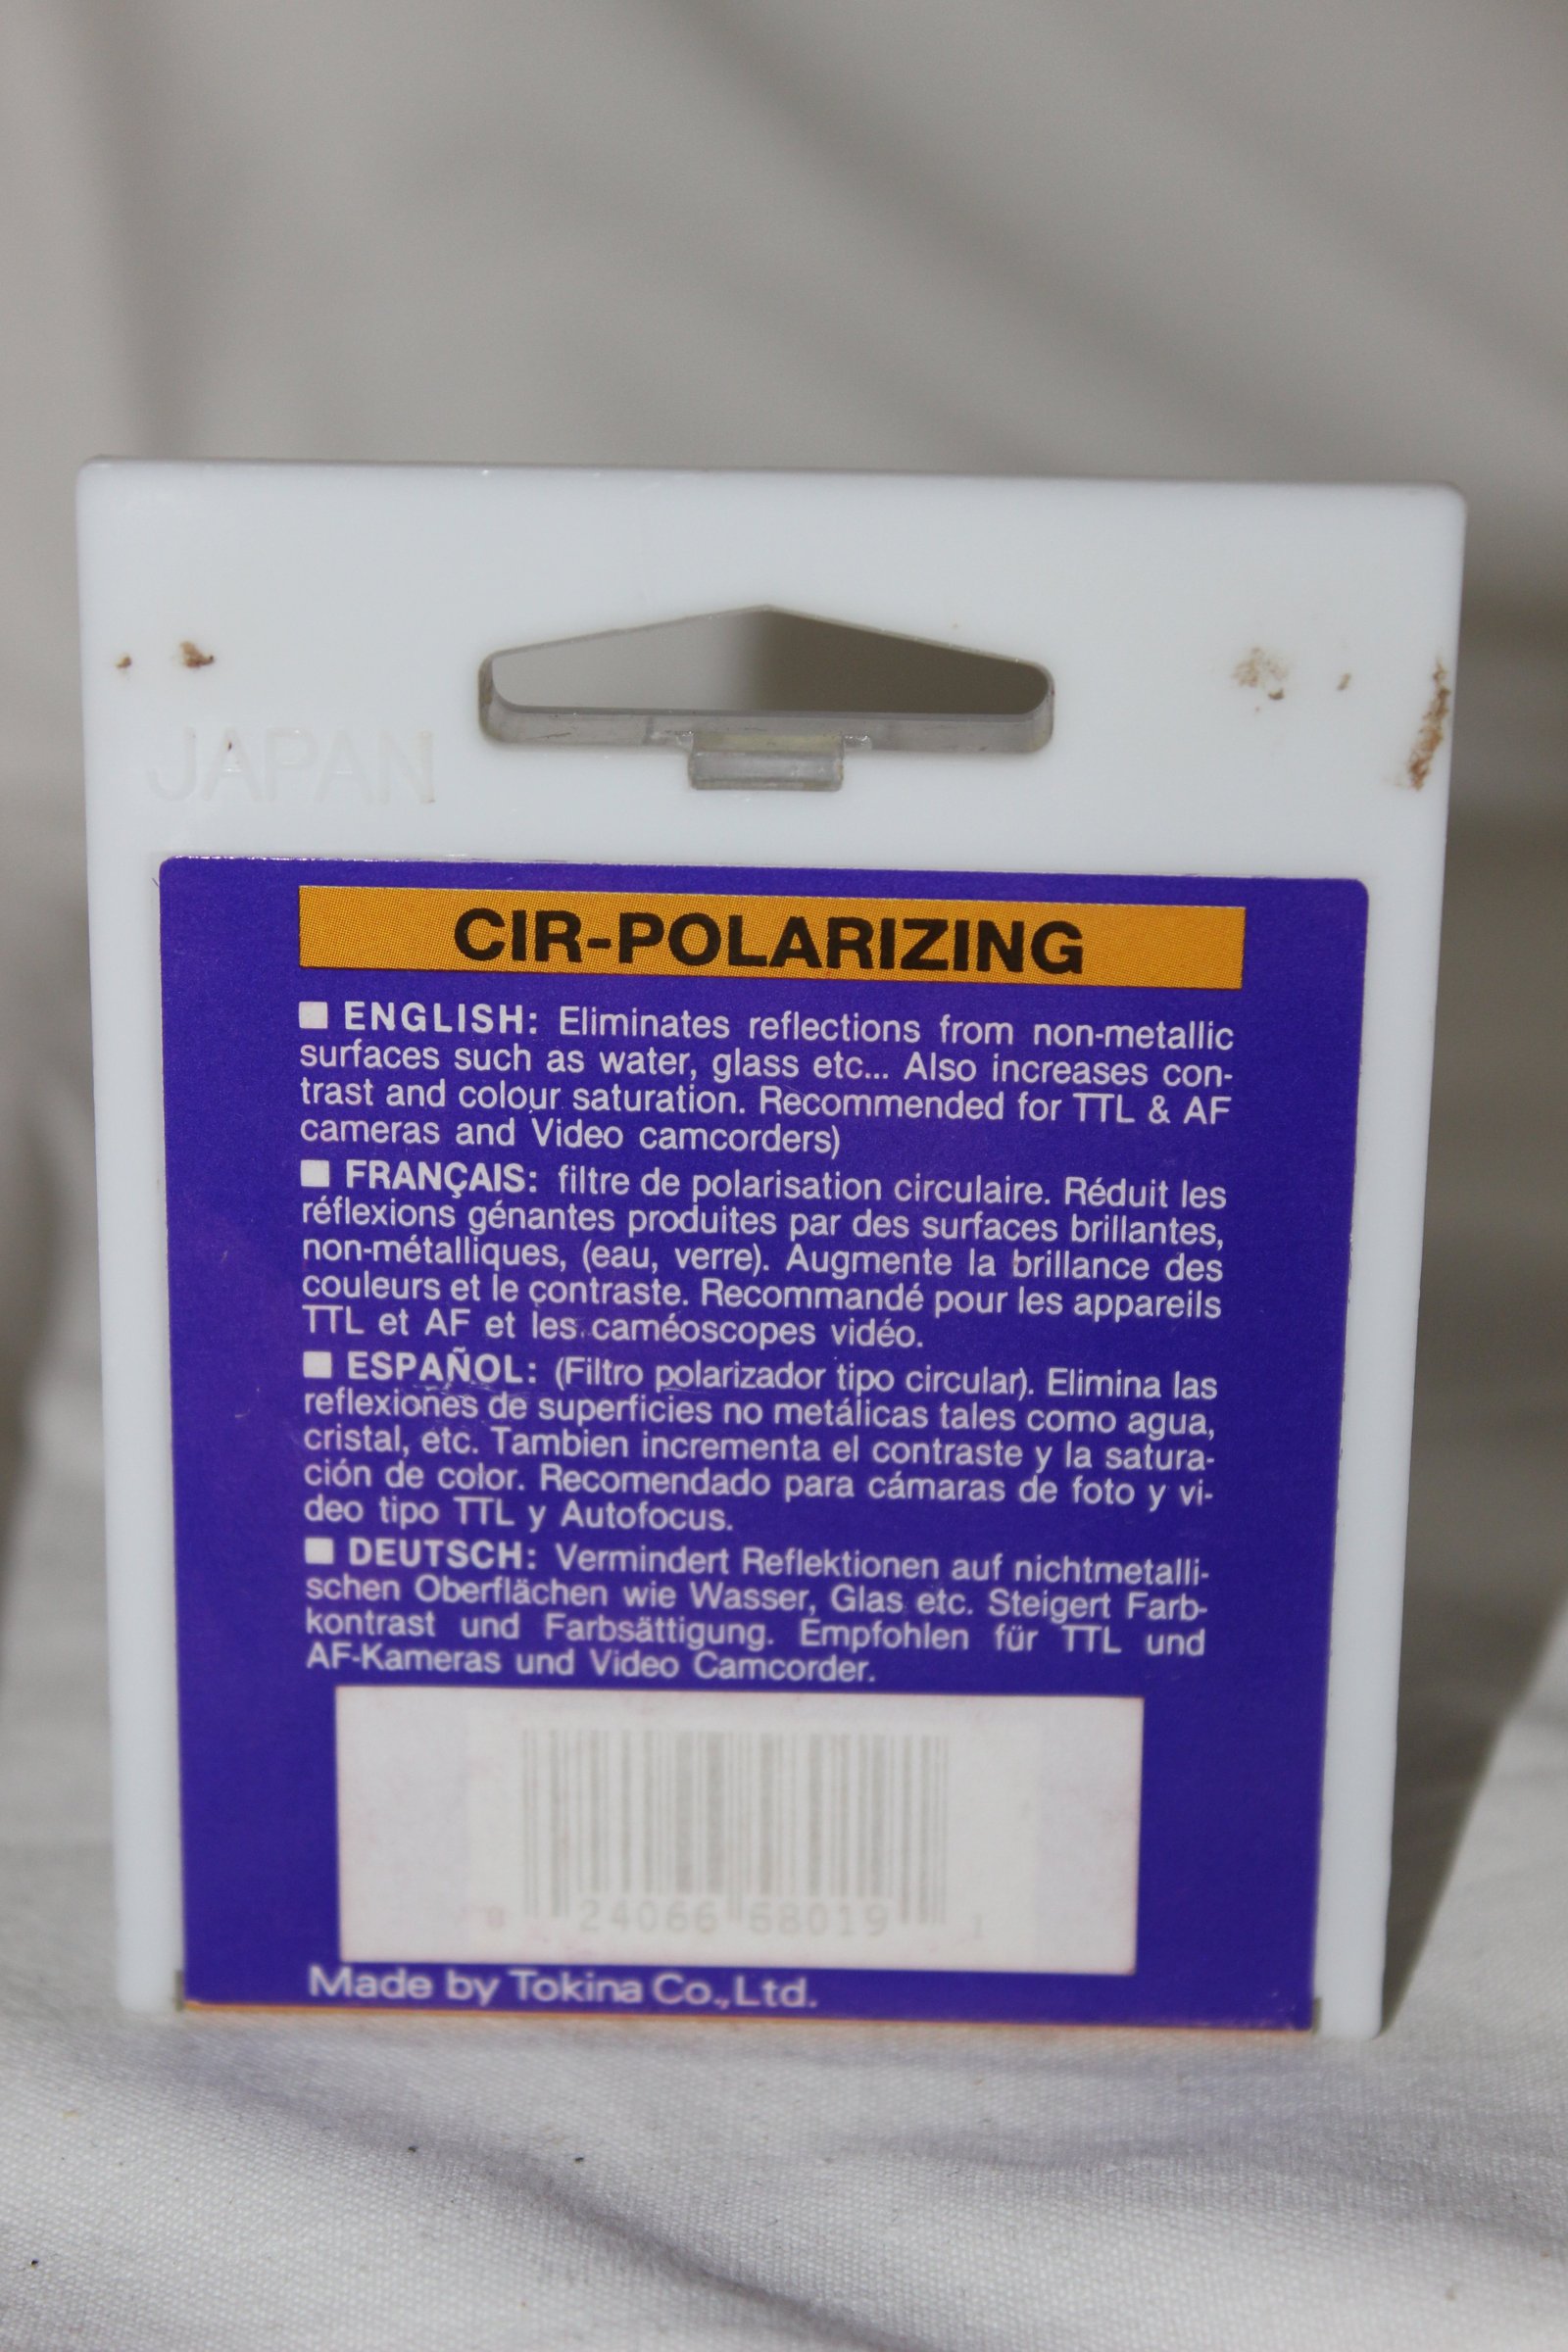 JAPAN
CIR-POLARIZING
■ ENGLISH: Eliminates reflections from non-metallic
surfaces such as water, glass etc... Also increases con-
trast and colour saturation. Recommended for TTL & AF
cameras and Video camcorders)
■ FRANÇAIS: filtre de polarisation circulaire. Réduit les
réflexions génantes produites par des surfaces brillantes,
non-métalliques, (eau, verre). Augmente la brillance des
couleurs et le contraste. Recommandé pour les appareils
TTL et AF et les caméoscopes vidéo.
■ ESPAÑOL: (Filtro polarizador tipo circular). Elimina las
reflexiones de superficies no metálicas tales como agua,
cristal, etc. Tambien incrementa el contraste y la satura-
ción de color. Recomendado para cámaras de foto y vi-
deo tipo TTL y Autofocus.
■ DEUTSCH: Vermindert Reflektionen auf nichtmetalli-
schen Oberflächen wie Wasser, Glas etc. Steigert Farb-
kontrast und Farbsättigung. Empfohlen für TTL und
AF-Kameras und Video Camcorder.
8 24066 68019 1
Made by Tokina Co., Ltd.